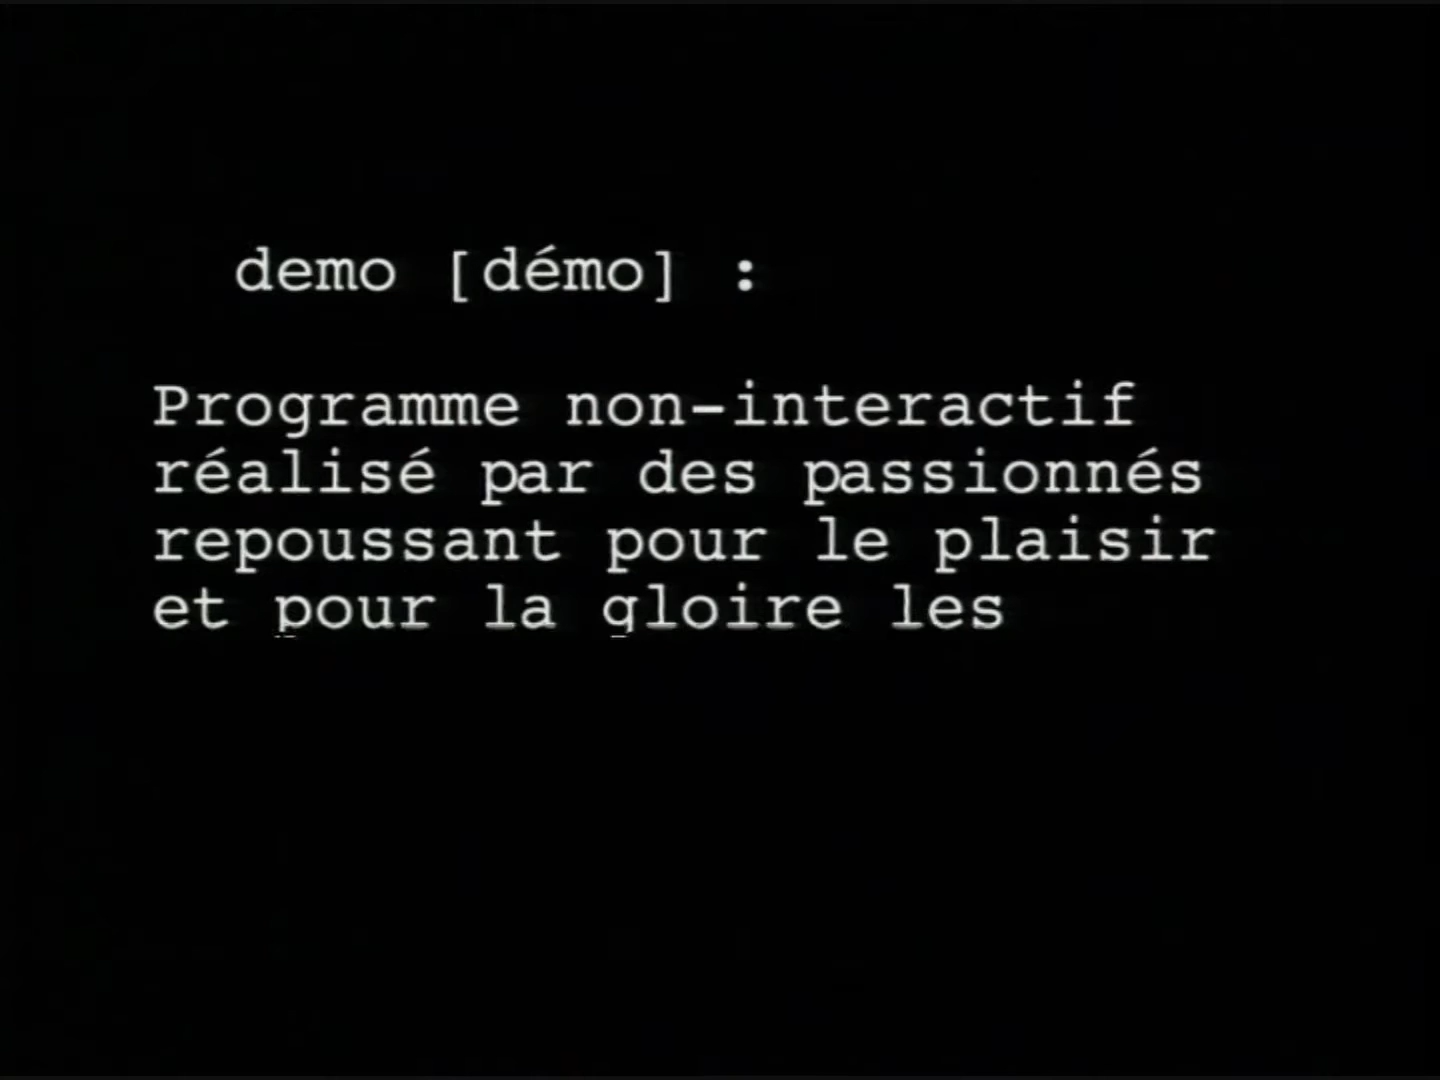 demo [démo] :
Programme non-interactif
réalisé par des passionnés
repoussant pour le plaisir
et pour la gloire les